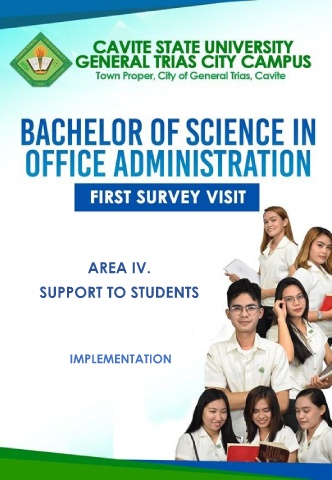 CAVITE STATE UNIVERSITY
GENERAL TRIAS CITY CAMPUS
Town Proper, City of General Trias, Cavite
BACHELOR OF SCIENCE IN
OFFICE ADMINISTRATION
FIRST SURVEY VISIT
AREA IV.
SUPPORT TO STUDENTS
IMPLEMENTATION